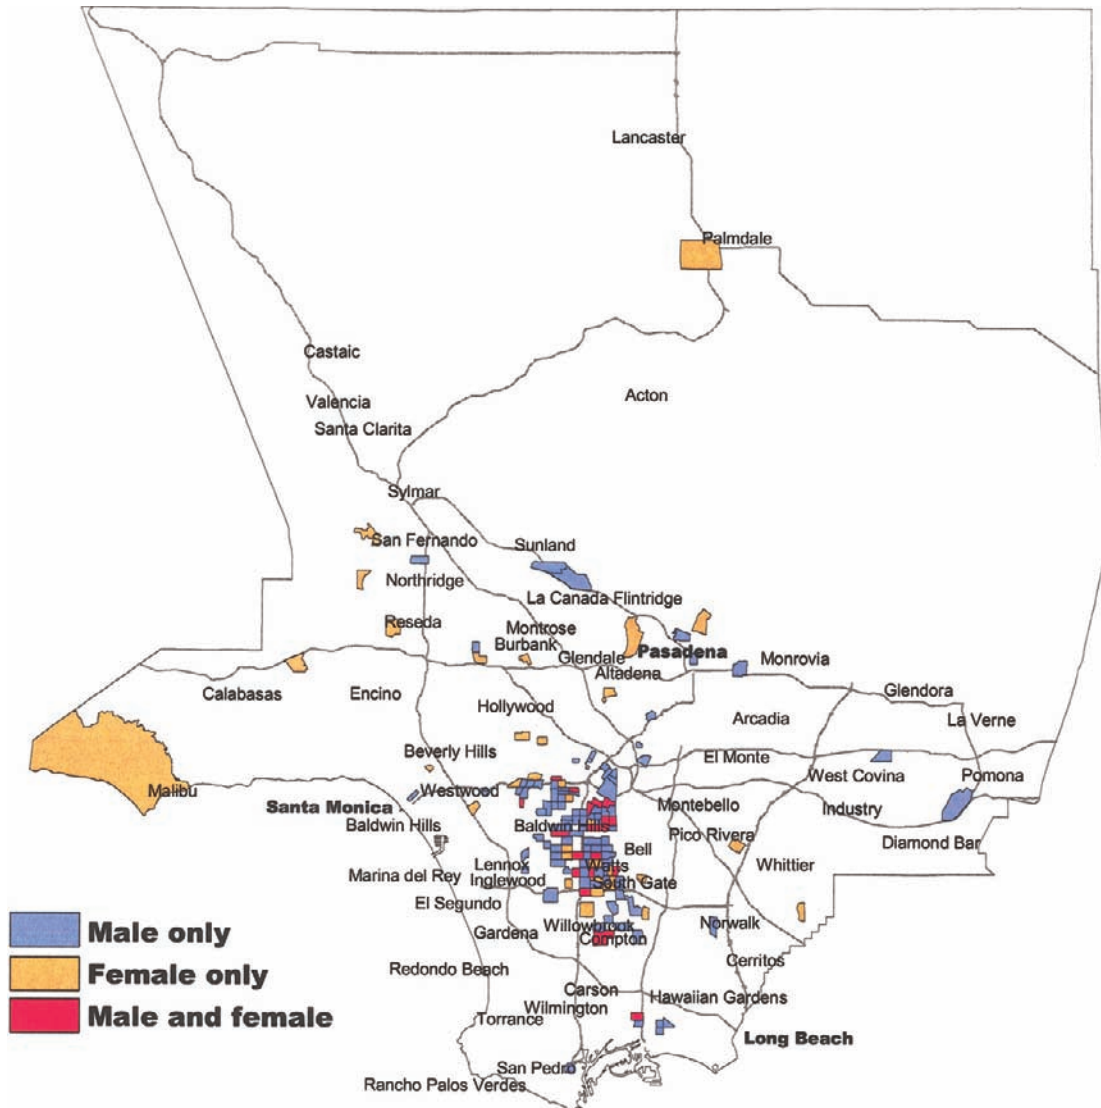 Lancaster
Palmdale
Castaic
Acton
Valencia
Santa Clarita
Sylmar
San Fernando
Sunland
Northridge
La Canada Flintridge
Reseda
Montrose
Burbank
Pasadena
Glendale
Monrovia
Altadena
Calabasas
Encino
Glendora
Hollywood
Arcadia
La Verne
Beverly Hills
El Monte
West Covina
Pomona
Malibu
Westwood
Santa Monica
Montebello
Industry
Baldwin Hills
Baldwin Hills
Pico Rivera
Diamond Bar
Bell
Lennox
Watts
Whittier
Marina del Rey
Inglewood
South Gate
El Segundo
Male only
Gardena
Willowbrook
Norwalk
Compton
Female only
Redondo Beach
Cerritos
Carson
Hawaiian Gardens
Male and female
Wilmington
Torrance
Long Beach
San Pedro
Rancho Palos Verdes